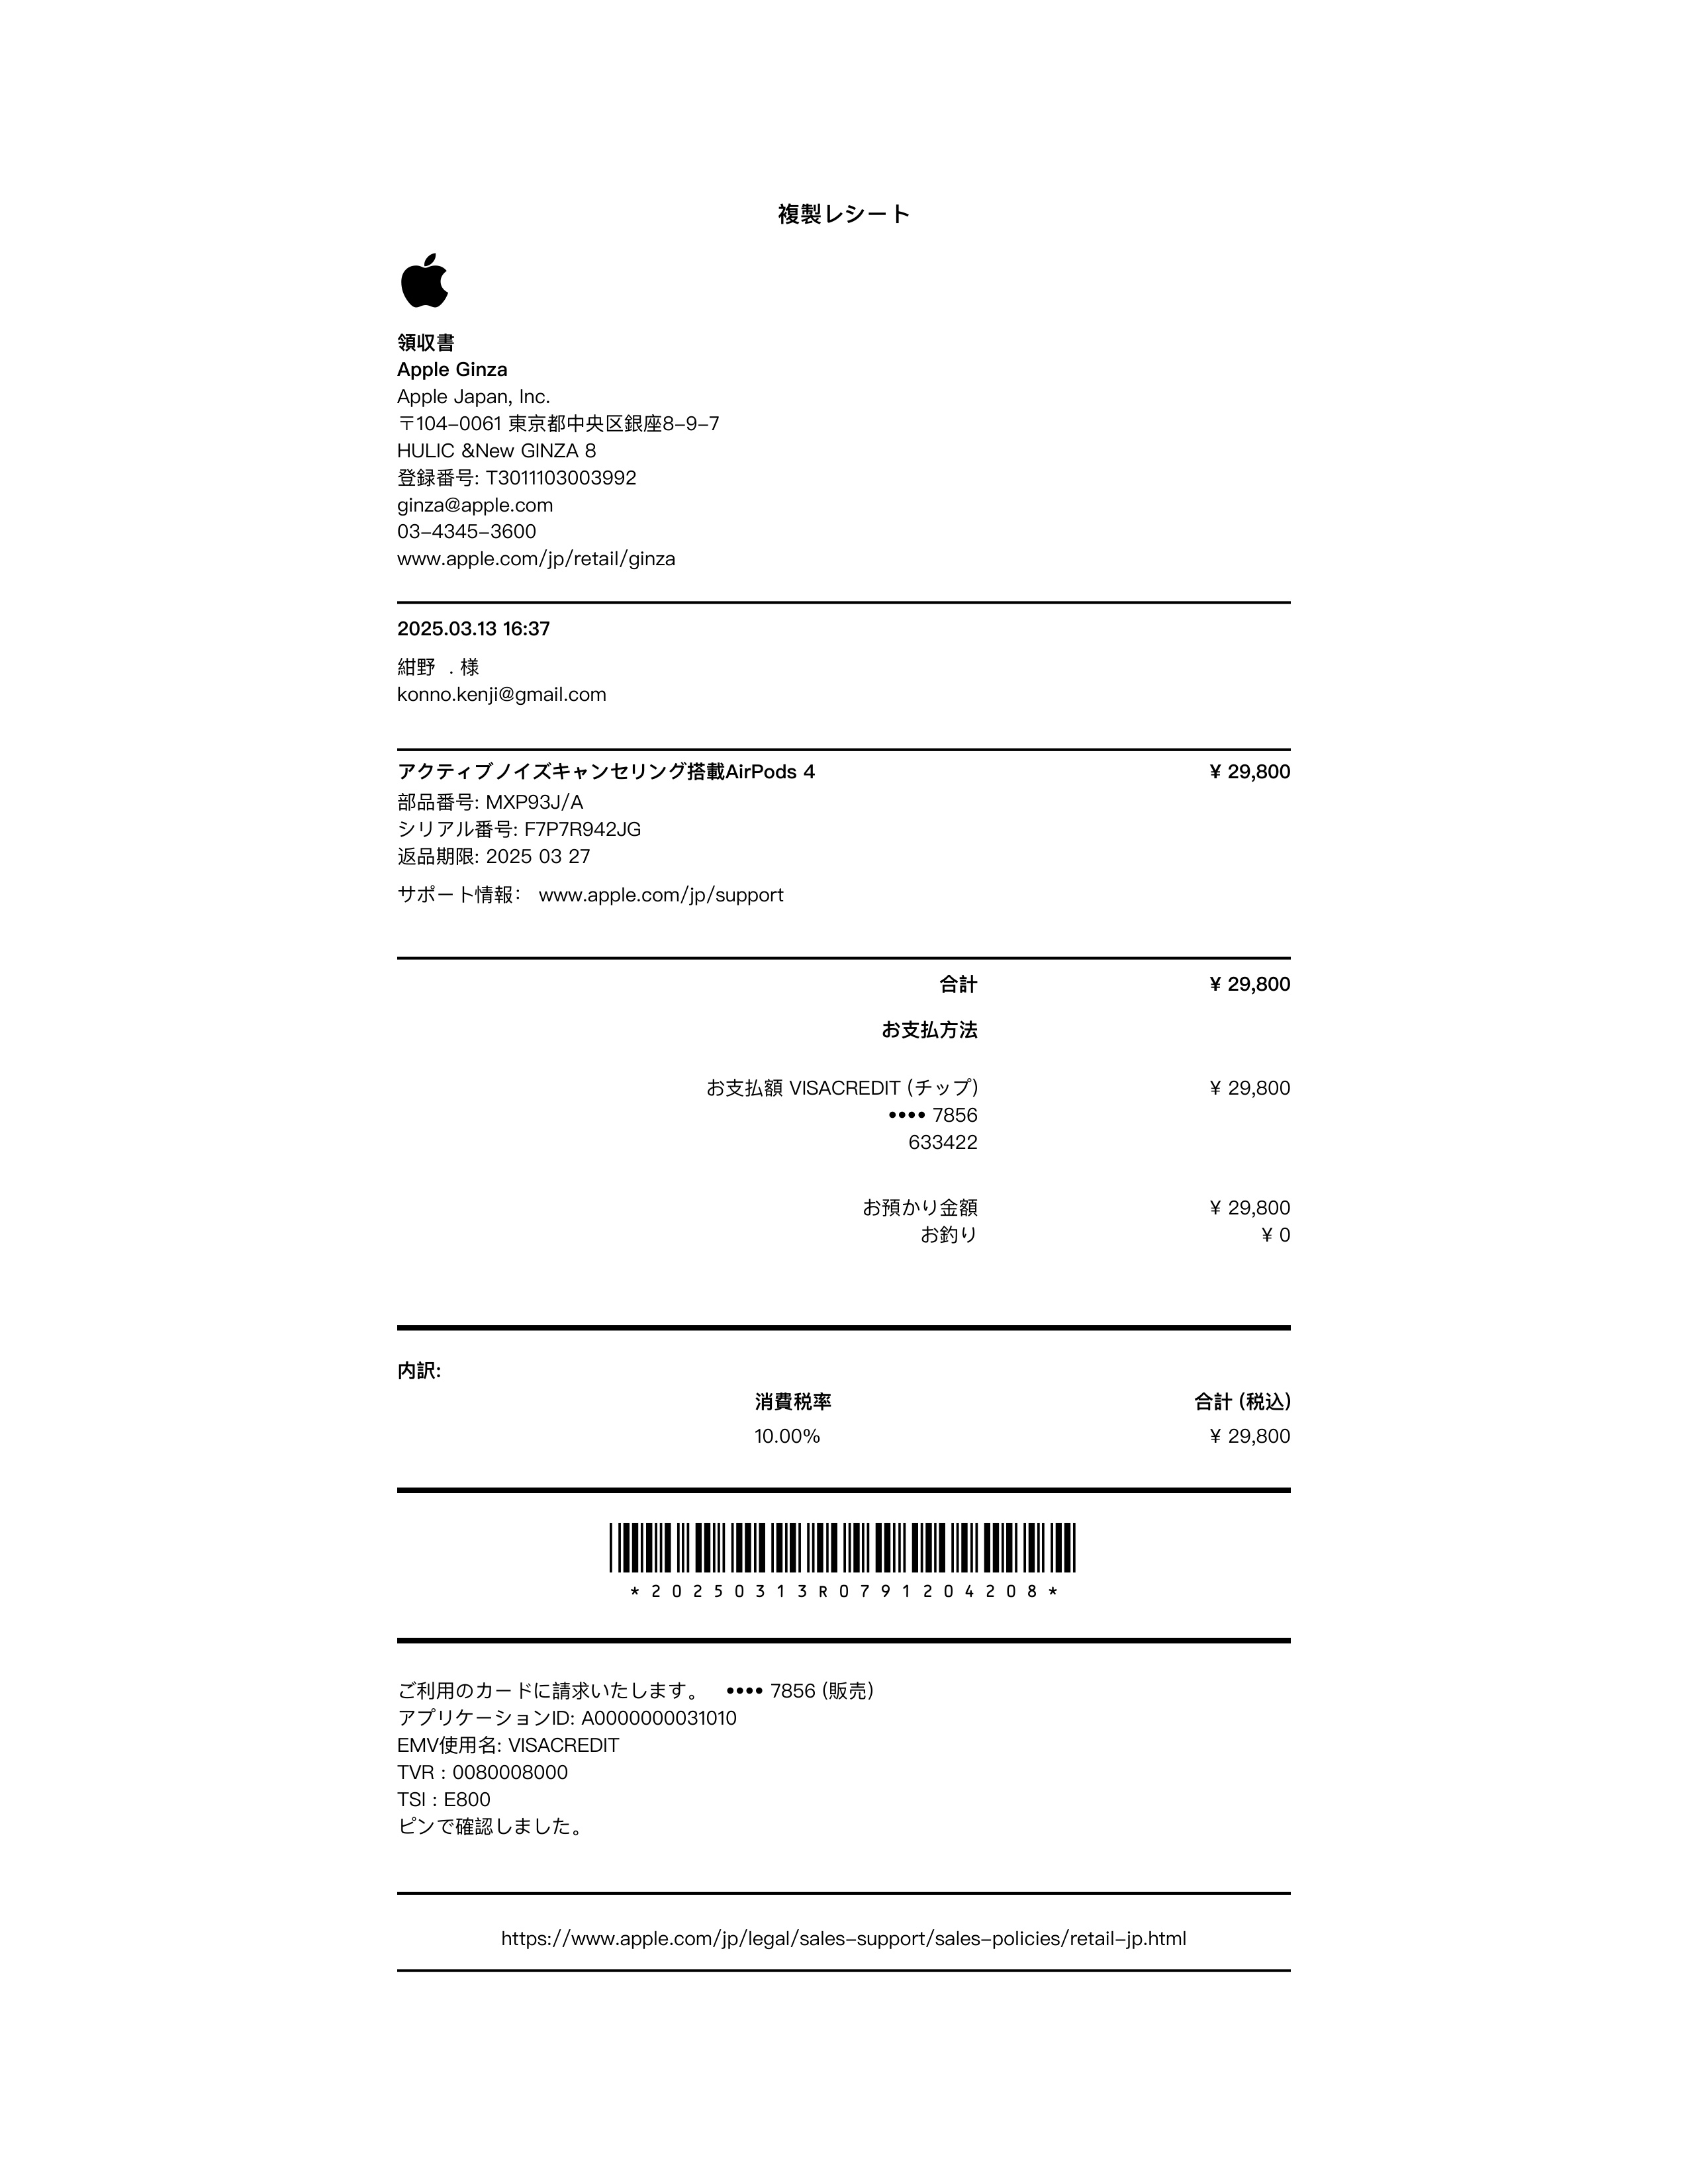 複製レシート
領収書
Apple Ginza
Apple Japan, Inc.
〒104-0061 東京都中央区銀座8-9-7
HULIC &New GINZA 8
登録番号: T3011103003992
ginza@apple.com
03-4345-3600
www.apple.com/jp/retail/ginza
2025.03.13 16:37
紺野 . 様
konno.kenji@gmail.com
アクティブノイズキャンセリング搭載AirPods 4 ¥ 29,800
部品番号: MXP93J/A
シリアル番号: F7P7R942JG
返品期限: 2025 03 27
サポート情報: www.apple.com/jp/support
合計 ¥ 29,800
お支払方法
お支払額 VISACREDIT (チップ) ¥ 29,800
•••• 7856
633422
お預かり金額 ¥ 29,800
お釣り ¥ 0
内訳:
消費税率 合計 (税込)
10.00% ¥ 29,800
*20250313R0791204208*
ご利用のカードに請求いたします。 •••• 7856 (販売)
アプリケーションID: A0000000031010
EMV使用名: VISACREDIT
TVR : 0080008000
TSI : E800
ピンで確認しました。
https://www.apple.com/jp/legal/sales-support/sales-policies/retail-jp.html